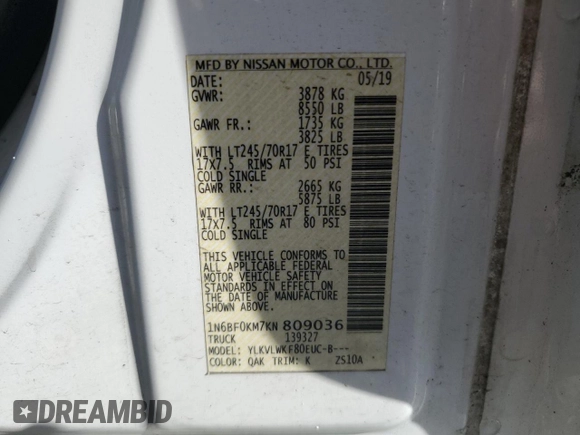 MFD BY NISSAN MOTOR CO., LTD.
DATE: 05/19
GVWR: 3878 KG
8550 LB
GAWR FR.: 1735 KG
3825 LB
WITH LT245/70R17 E TIRES
17X7.5 RIMS AT 50 PSI
COLD SINGLE
GAWR RR.: 2665 KG
5875 LB
WITH LT245/70R17 E TIRES
17X7.5 RIMS AT 80 PSI
COLD SINGLE
THIS VEHICLE CONFORMS TO
ALL APPLICABLE FEDERAL
MOTOR VEHICLE SAFETY
STANDARDS IN EFFECT ON
THE DATE OF MANUFACTURE
SHOWN ABOVE.
1N6BF0KM7KN809036
TRUCK 139327
MODEL: YLKVLWKF80EUC-B---
COLOR: QAK TRIM: K 2S10A
DREAMBID
DREAMBID.COM